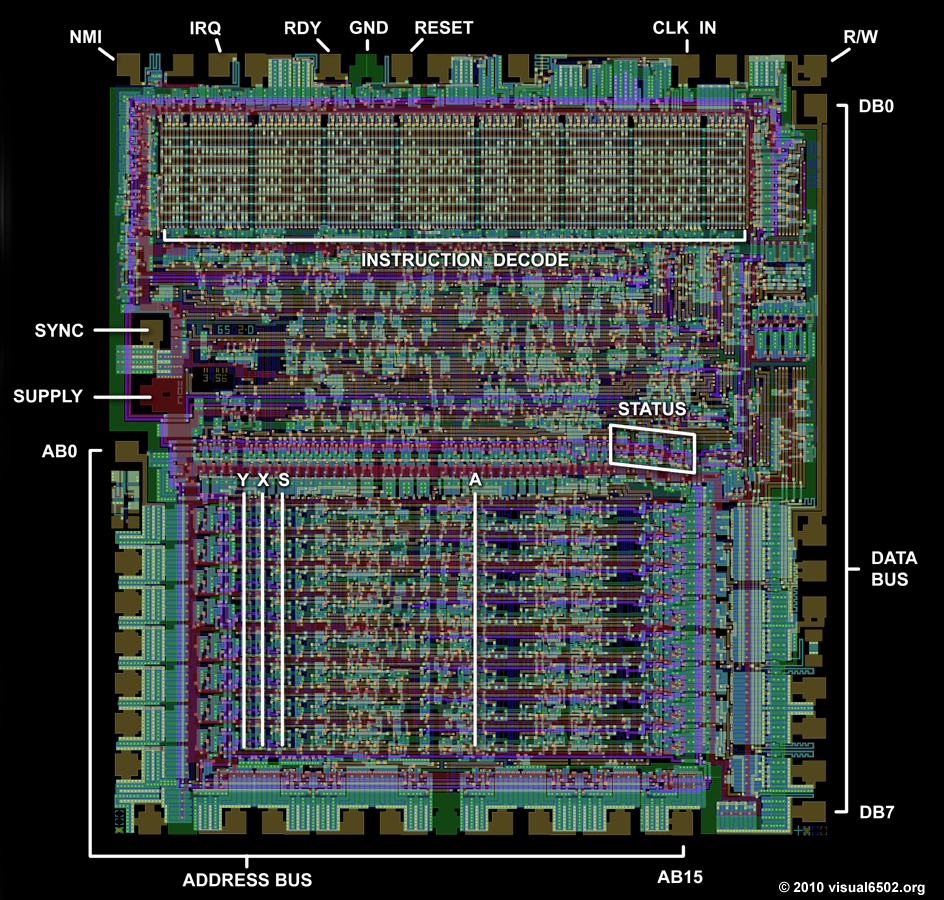 NMI
IRQ
RDY
GND
RESET
CLK IN
R/W
DB0
INSTRUCTION DECODE
SYNC
SUPPLY
STATUS
AB0
Y X S
A
DATA
BUS
DB7
ADDRESS BUS
AB15
© 2010 visual6502.org